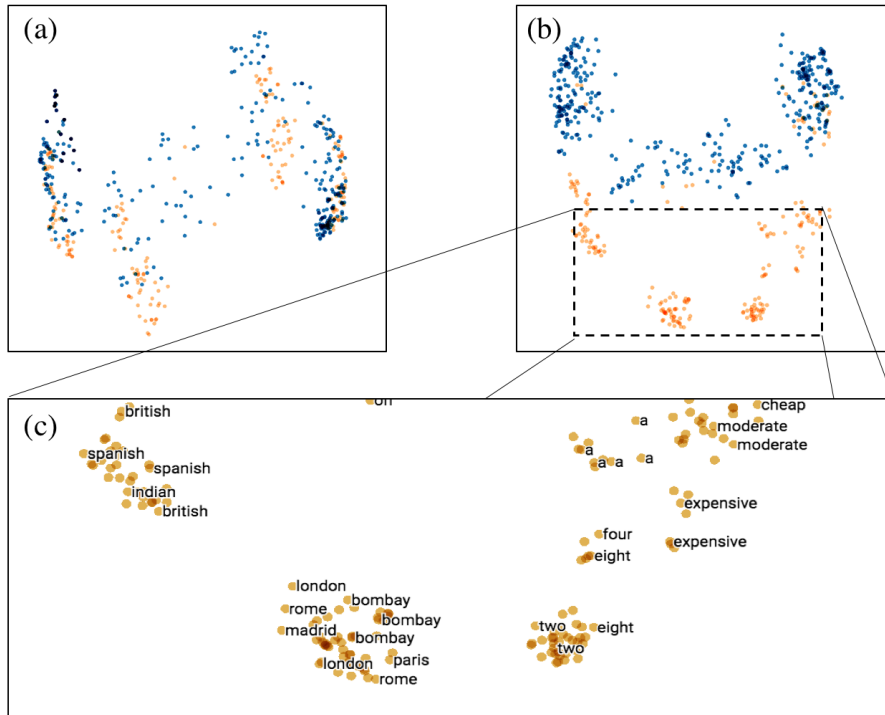 (a)
(b)
(c)
british
on
cheap
a
moderate
moderate
spanish
spanish
a
a
a
a
indian
british
expensive
four
expensive
eight
london
bombay
rome
bombay
two
eight
madrid
bombay
two
london
paris
rome